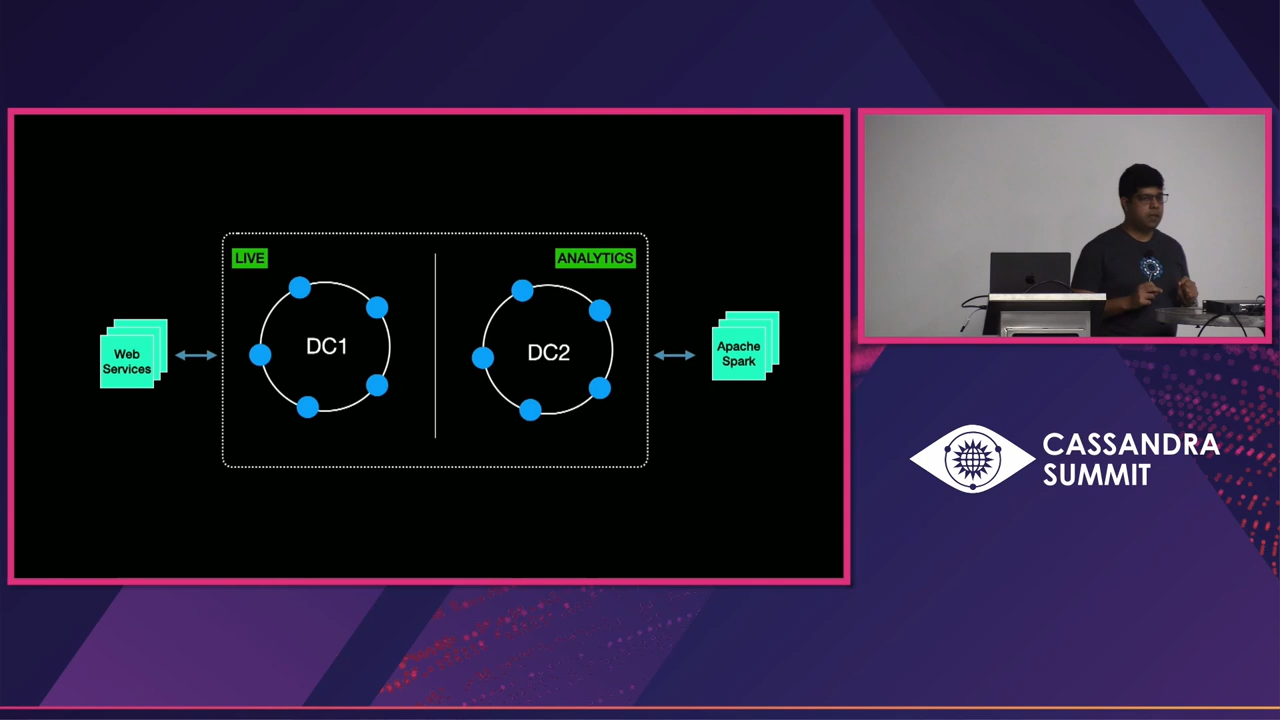 LIVE
ANALYTICS
DC1
DC2
Web
Services
Apache
Spark
CASSANDRA
SUMMIT